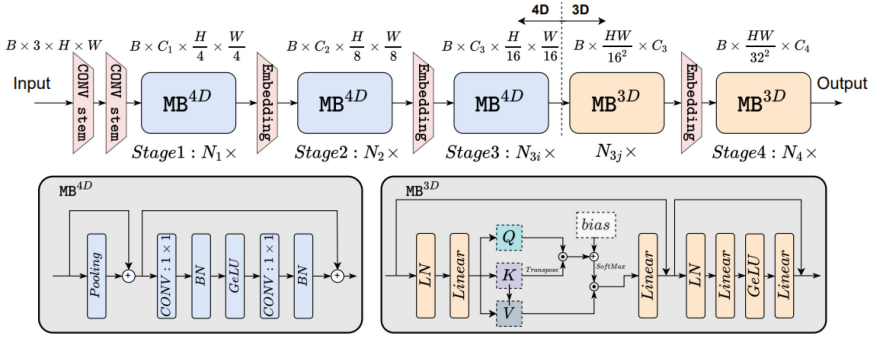 4D 3D
B × 3 × H × W
B × C₁ × H/4 × W/4
B × C₂ × H/8 × W/8
B × C₃ × H/16 × W/16
B × HW/16² × C₃
B × HW/32² × C₄
Input
CONV stem
CONV stem
MB⁴ᴰ
Embedding
MB⁴ᴰ
Embedding
MB⁴ᴰ
MB³ᴰ
Embedding
MB³ᴰ
Output
Stage1 : N₁ ×
Stage2 : N₂ ×
Stage3 : N₃ᵢ ×
N₃ⱼ ×
Stage4 : N₄ ×
MB⁴ᴰ
Pooling
+
CONV : 1 × 1
BN
GeLU
CONV : 1 × 1
BN
+
MB³ᴰ
LN
Linear
Q
K
V
Transpose
bias
+
SoftMax
Linear
LN
Linear
GeLU
Linear